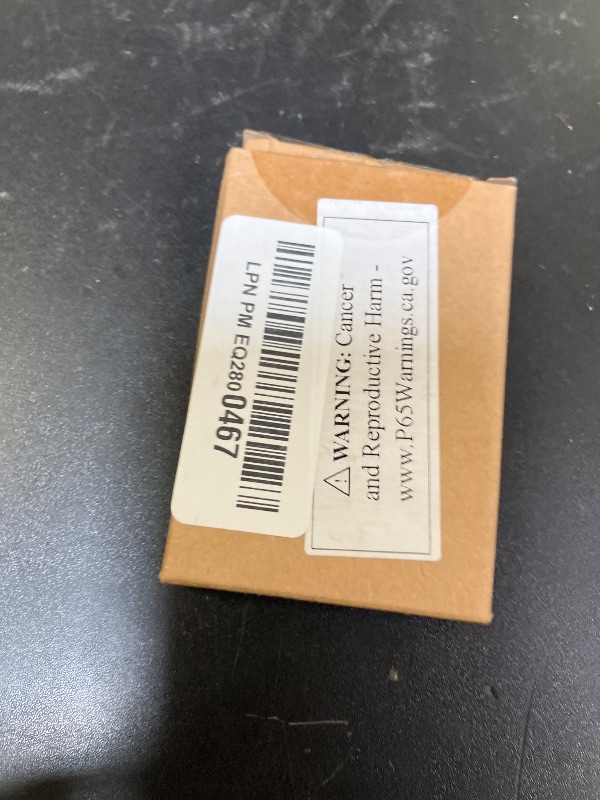 LPN PM EQ2800467
⚠ WARNING: Cancer
and Reproductive Harm -
www.P65Warnings.ca.gov